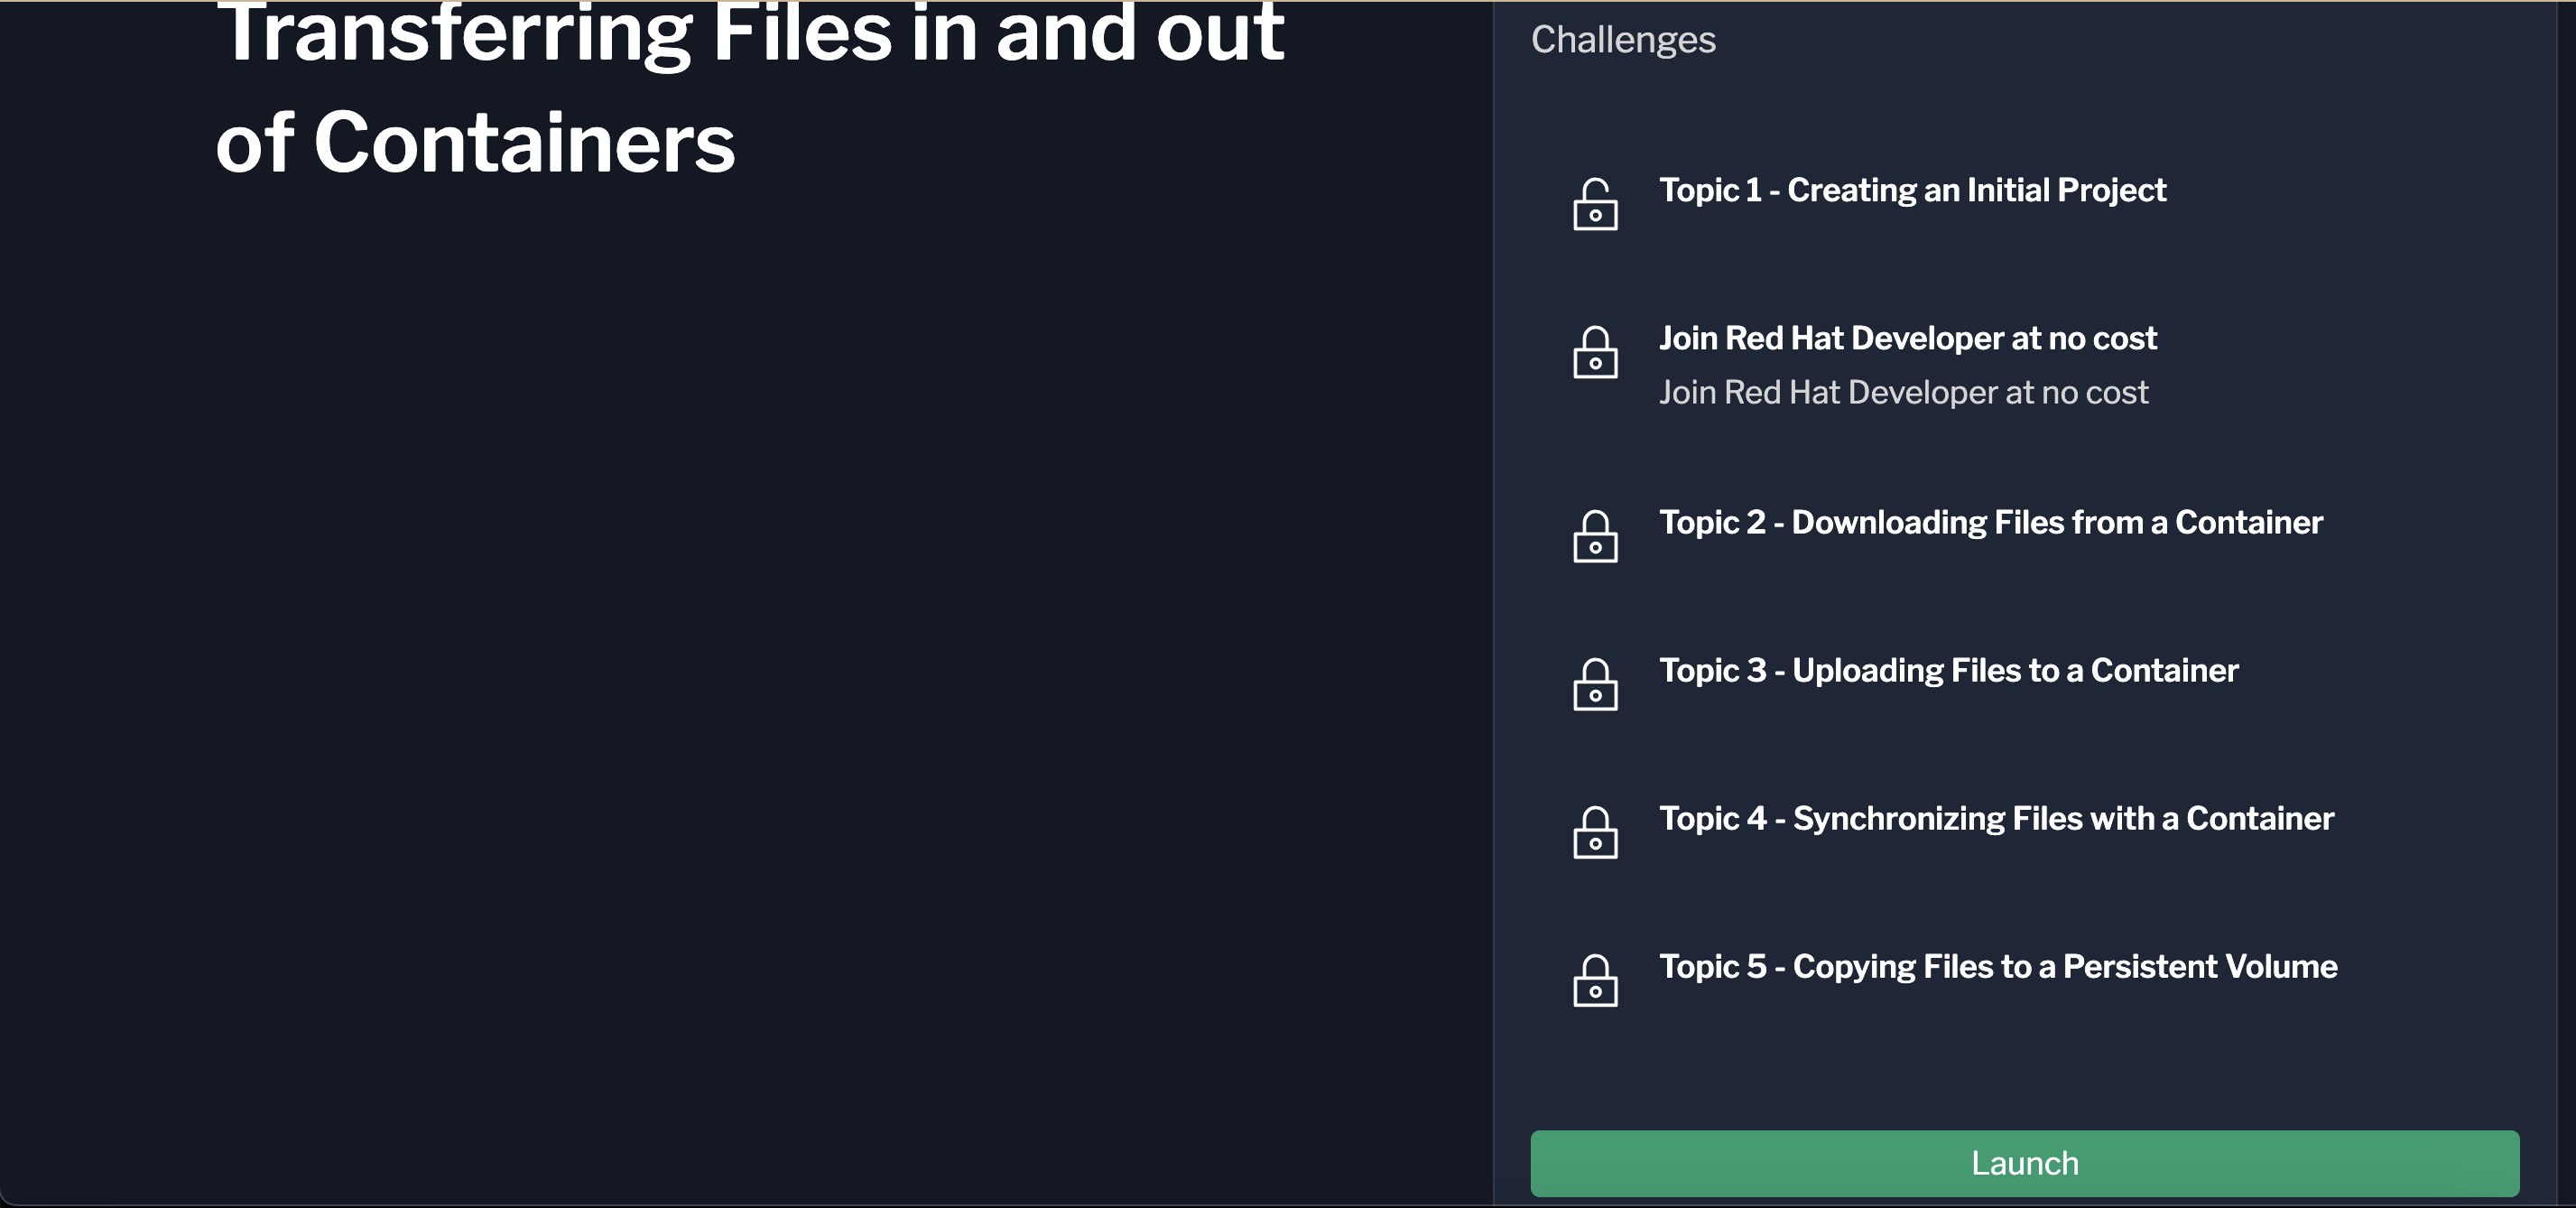 Transferring Files in and out
of Containers
Challenges
Topic 1 - Creating an Initial Project
Join Red Hat Developer at no cost
Join Red Hat Developer at no cost
Topic 2 - Downloading Files from a Container
Topic 3 - Uploading Files to a Container
Topic 4 - Synchronizing Files with a Container
Topic 5 - Copying Files to a Persistent Volume
Launch